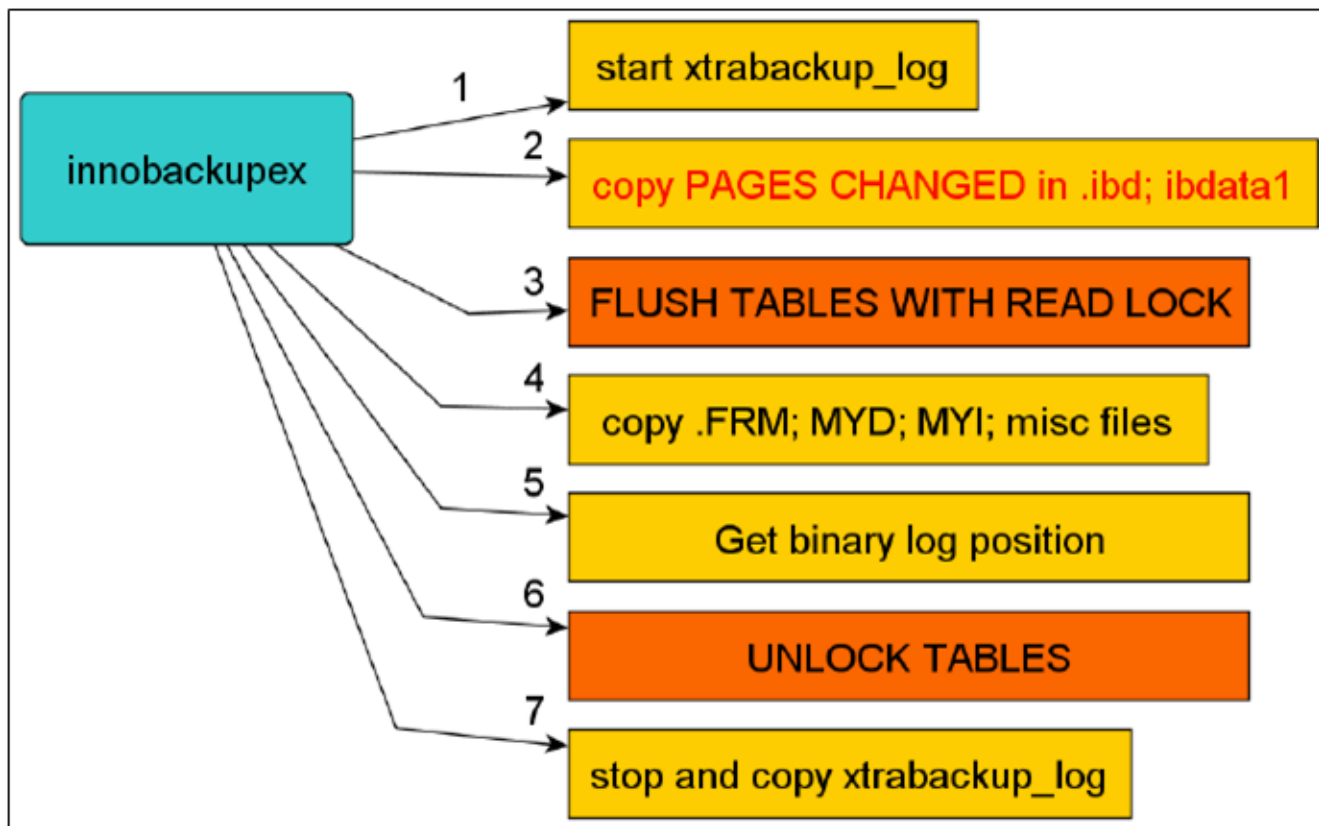 innobackupex
1
start xtrabackup_log
2
copy PAGES CHANGED in .ibd; ibdata1
3
FLUSH TABLES WITH READ LOCK
4
copy .FRM; MYD; MYI; misc files
5
Get binary log position
6
UNLOCK TABLES
7
stop and copy xtrabackup_log